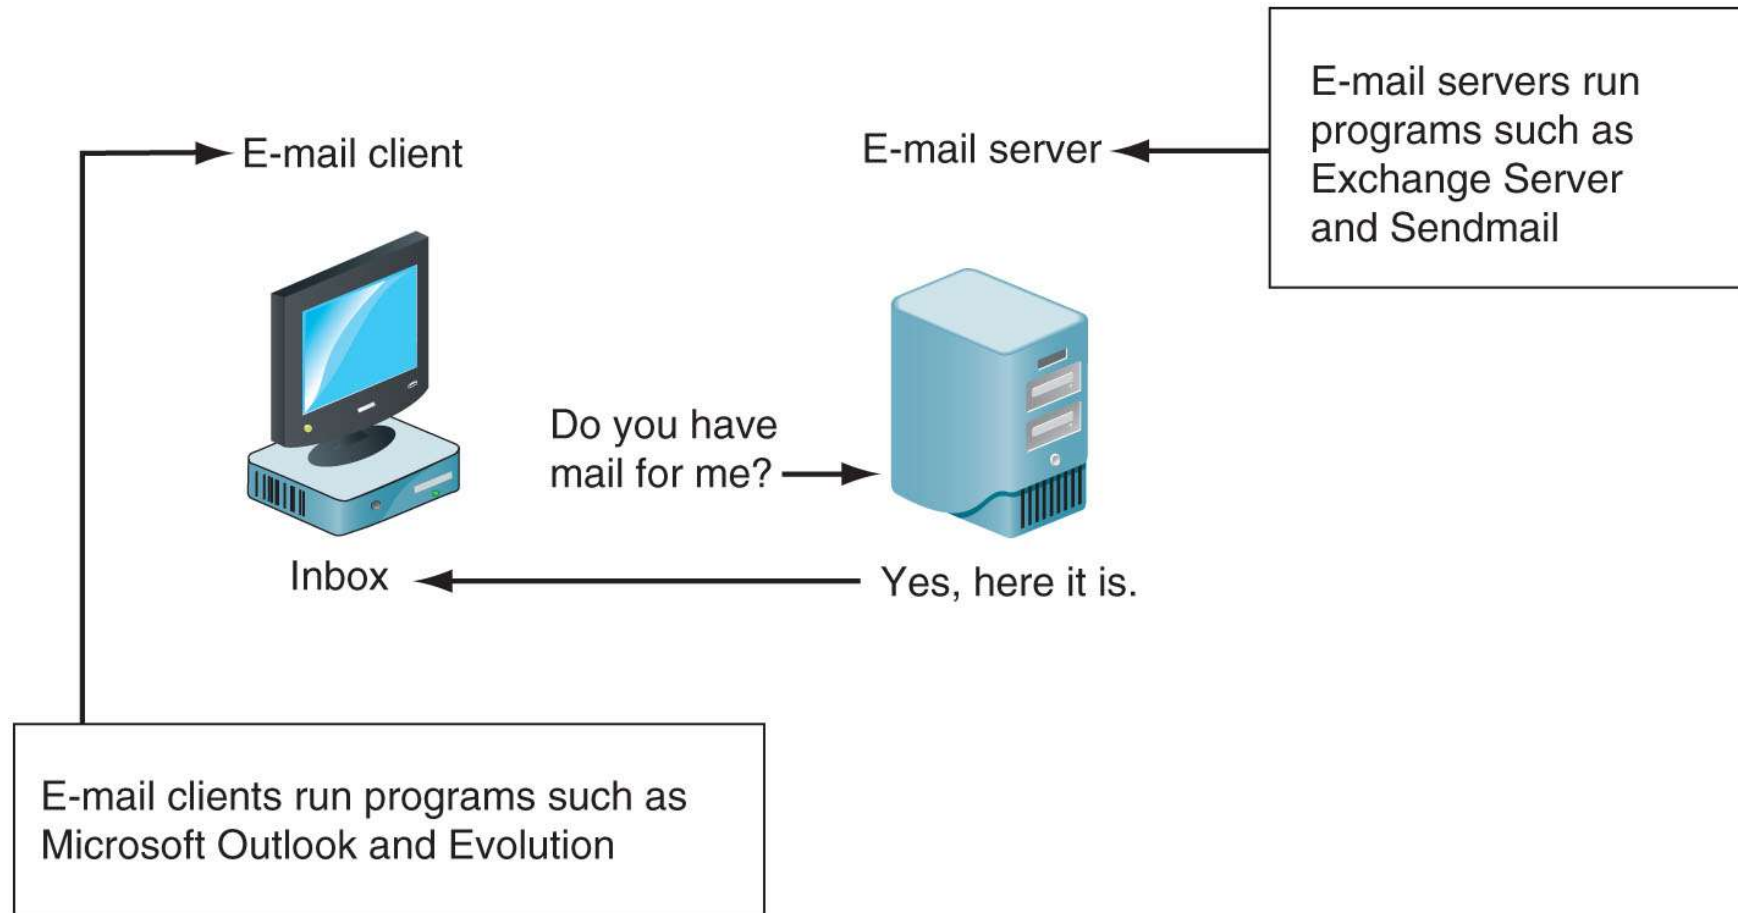 E-mail client
E-mail server
E-mail servers run
programs such as
Exchange Server
and Sendmail
Do you have
mail for me?
Inbox
Yes, here it is.
E-mail clients run programs such as
Microsoft Outlook and Evolution